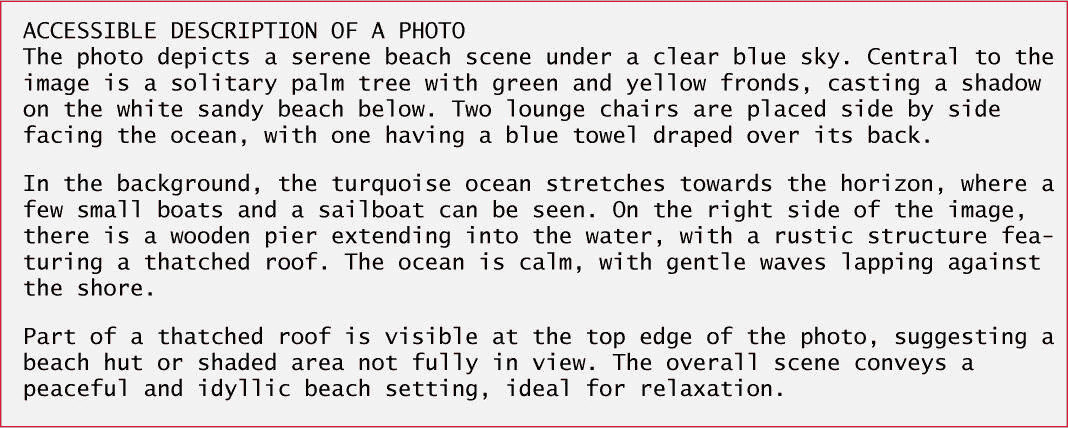 ACCESSIBLE DESCRIPTION OF A PHOTO
The photo depicts a serene beach scene under a clear blue sky. Central to the
image is a solitary palm tree with green and yellow fronds, casting a shadow
on the white sandy beach below. Two lounge chairs are placed side by side
facing the ocean, with one having a blue towel draped over its back.
In the background, the turquoise ocean stretches towards the horizon, where a
few small boats and a sailboat can be seen. On the right side of the image,
there is a wooden pier extending into the water, with a rustic structure fea-
turing a thatched roof. The ocean is calm, with gentle waves lapping against
the shore.
Part of a thatched roof is visible at the top edge of the photo, suggesting a
beach hut or shaded area not fully in view. The overall scene conveys a
peaceful and idyllic beach setting, ideal for relaxation.